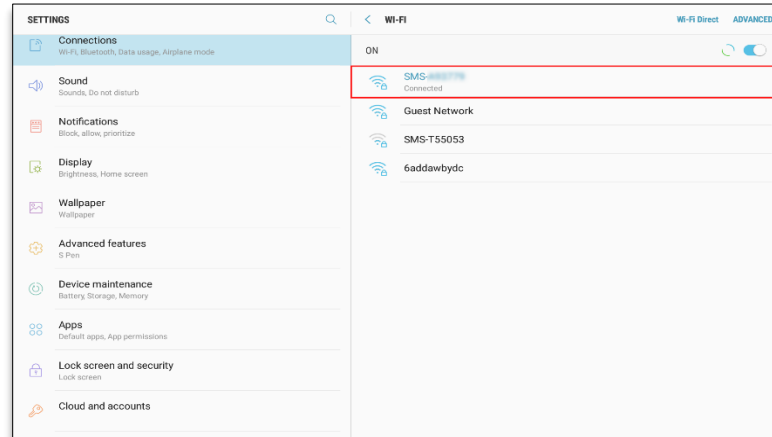 SETTINGS
Connections
Wi-Fi, Bluetooth, Data usage, Airplane mode
Sound
Sounds, Do not disturb
Notifications
Block, allow, prioritize
Display
Brightness, Home screen
Wallpaper
Wallpaper
Advanced features
S Pen
Device maintenance
Battery, Storage, Memory
Apps
Default apps, App permissions
Lock screen and security
Lock screen
Cloud and accounts
WI-FI
Wi-Fi Direct ADVANCED
ON
SMS-
Connected
Guest Network
SMS-T55053
6addawbydc